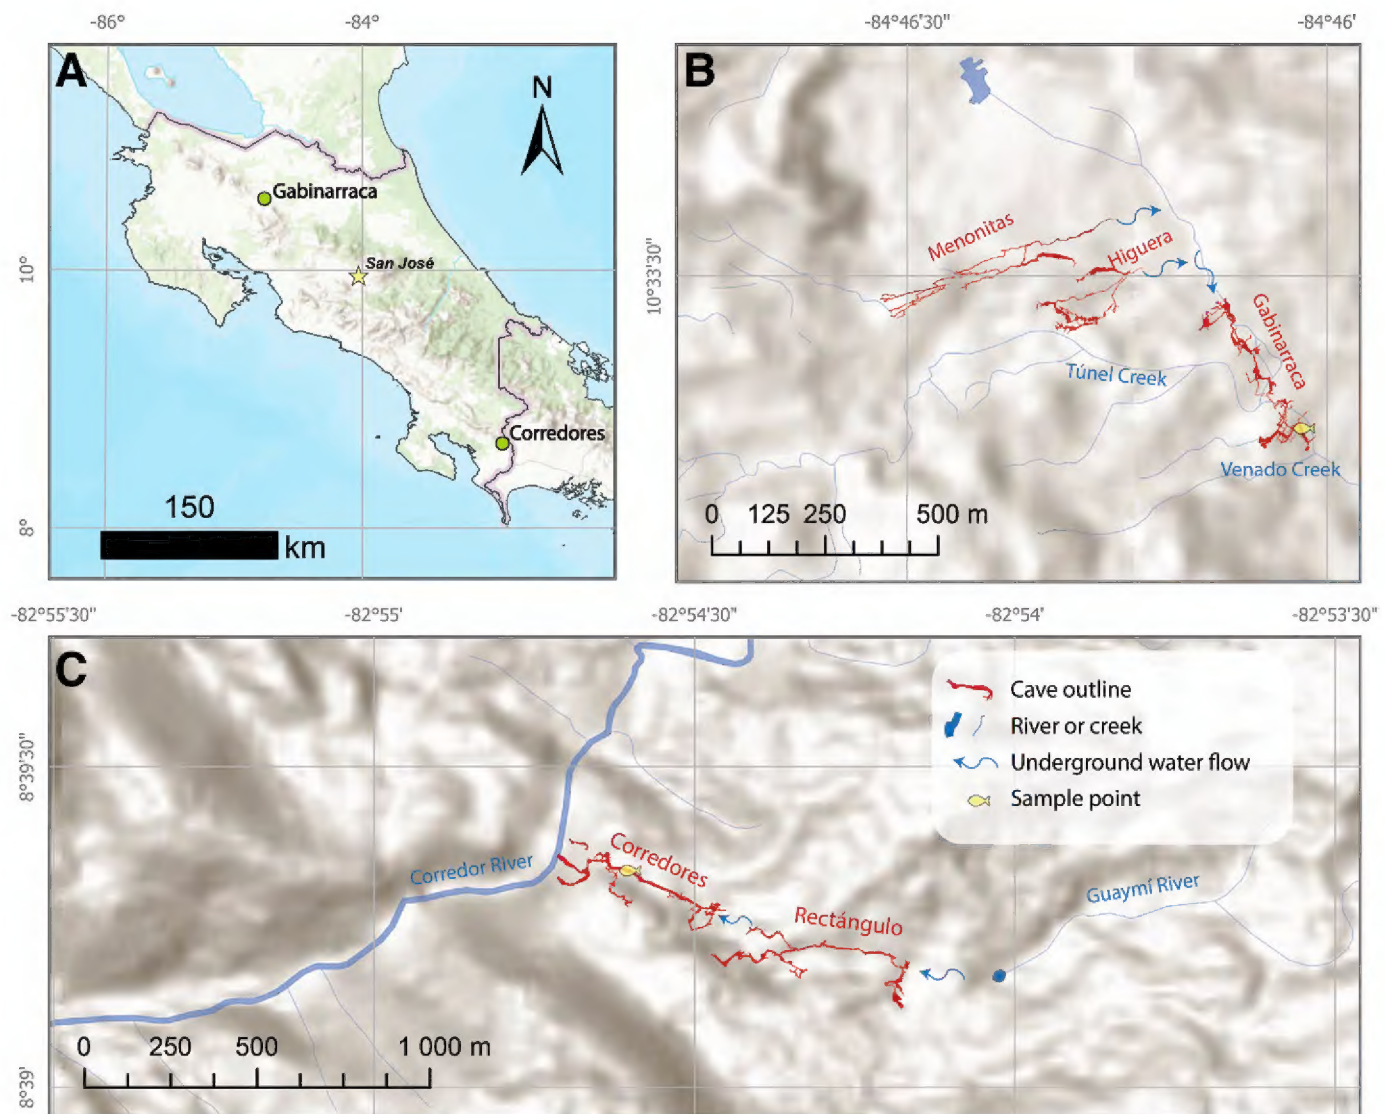 -86°
-84°
-84°46'30"
-84°46'
A
N
Gabinarraca
San José
Corredores
10°
8°
150
km
B
10°33'30"
Menonitas
Higuera
Gabinarraca
Túnel Creek
Venado Creek
0 125 250 500 m
-82°55'30"
-82°55'
-82°54'30"
-82°54'
-82°53'30"
C
8°39'30"
8°39'
Corredores
Corredor River
Rectángulo
Guaymí River
Cave outline
River or creek
Underground water flow
Sample point
0 250 500 1 000 m